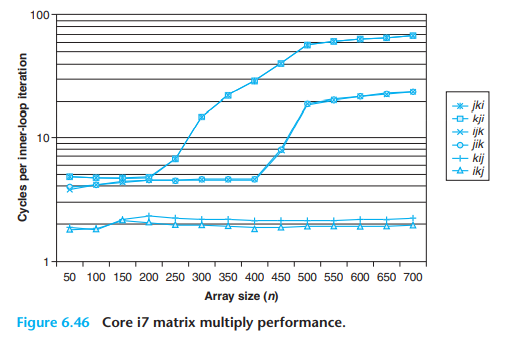 100
10
1
Cycles per inner-loop iteration
50 100 150 200 250 300 350 400 450 500 550 600 650 700
Array size (n)
jki
kji
ijk
jik
kij
ikj
Figure 6.46 Core i7 matrix multiply performance.